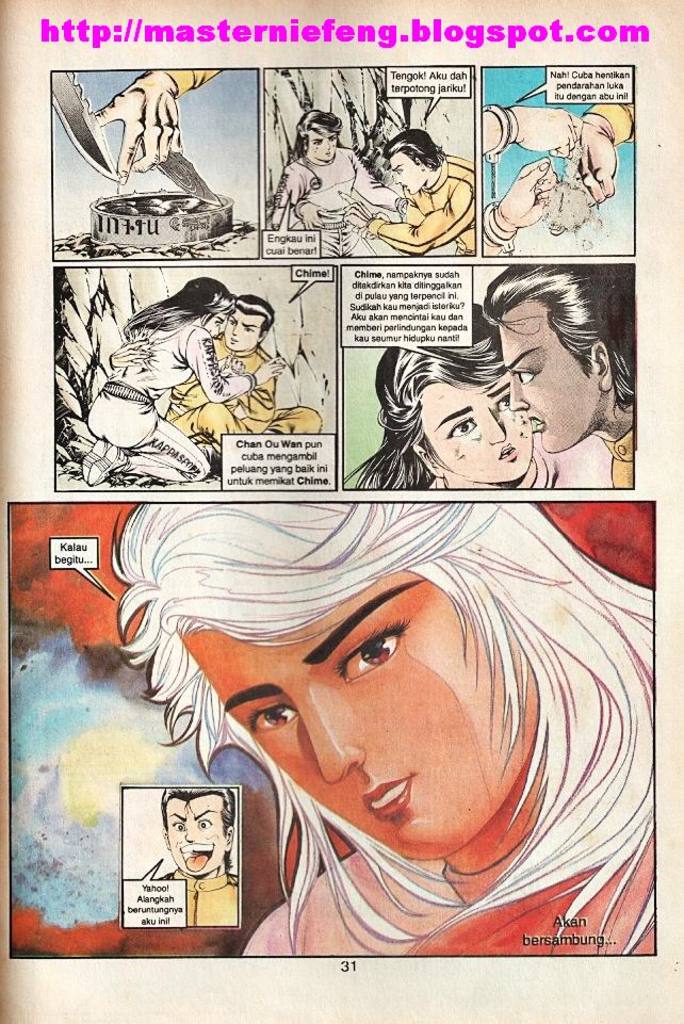 http://masterniefeng.blogspot.com
Tengok! Aku dah
terpotong jariku!
Engkau ini
cuai benar!
Nah! Cuba hentikan
pendarahan luka
itu dengan abu ini!
Chime!
Chan Ou Wan pun
cuba mengambil
peluang yang baik ini
untuk memikat Chime.
KAPPASPORT
Chime, nampaknya sudah
ditakdirkan kita ditinggalkan
di pulau yang terpencil ini.
Sudikah kau menjadi isteriku?
Aku akan mencintai kau dan
memberi perlindungan kepada
kau seumur hidupku nanti!
Kalau
begitu...
Yahoo!
Alangkah
beruntungnya
aku ini!
Akan
bersambung...
31